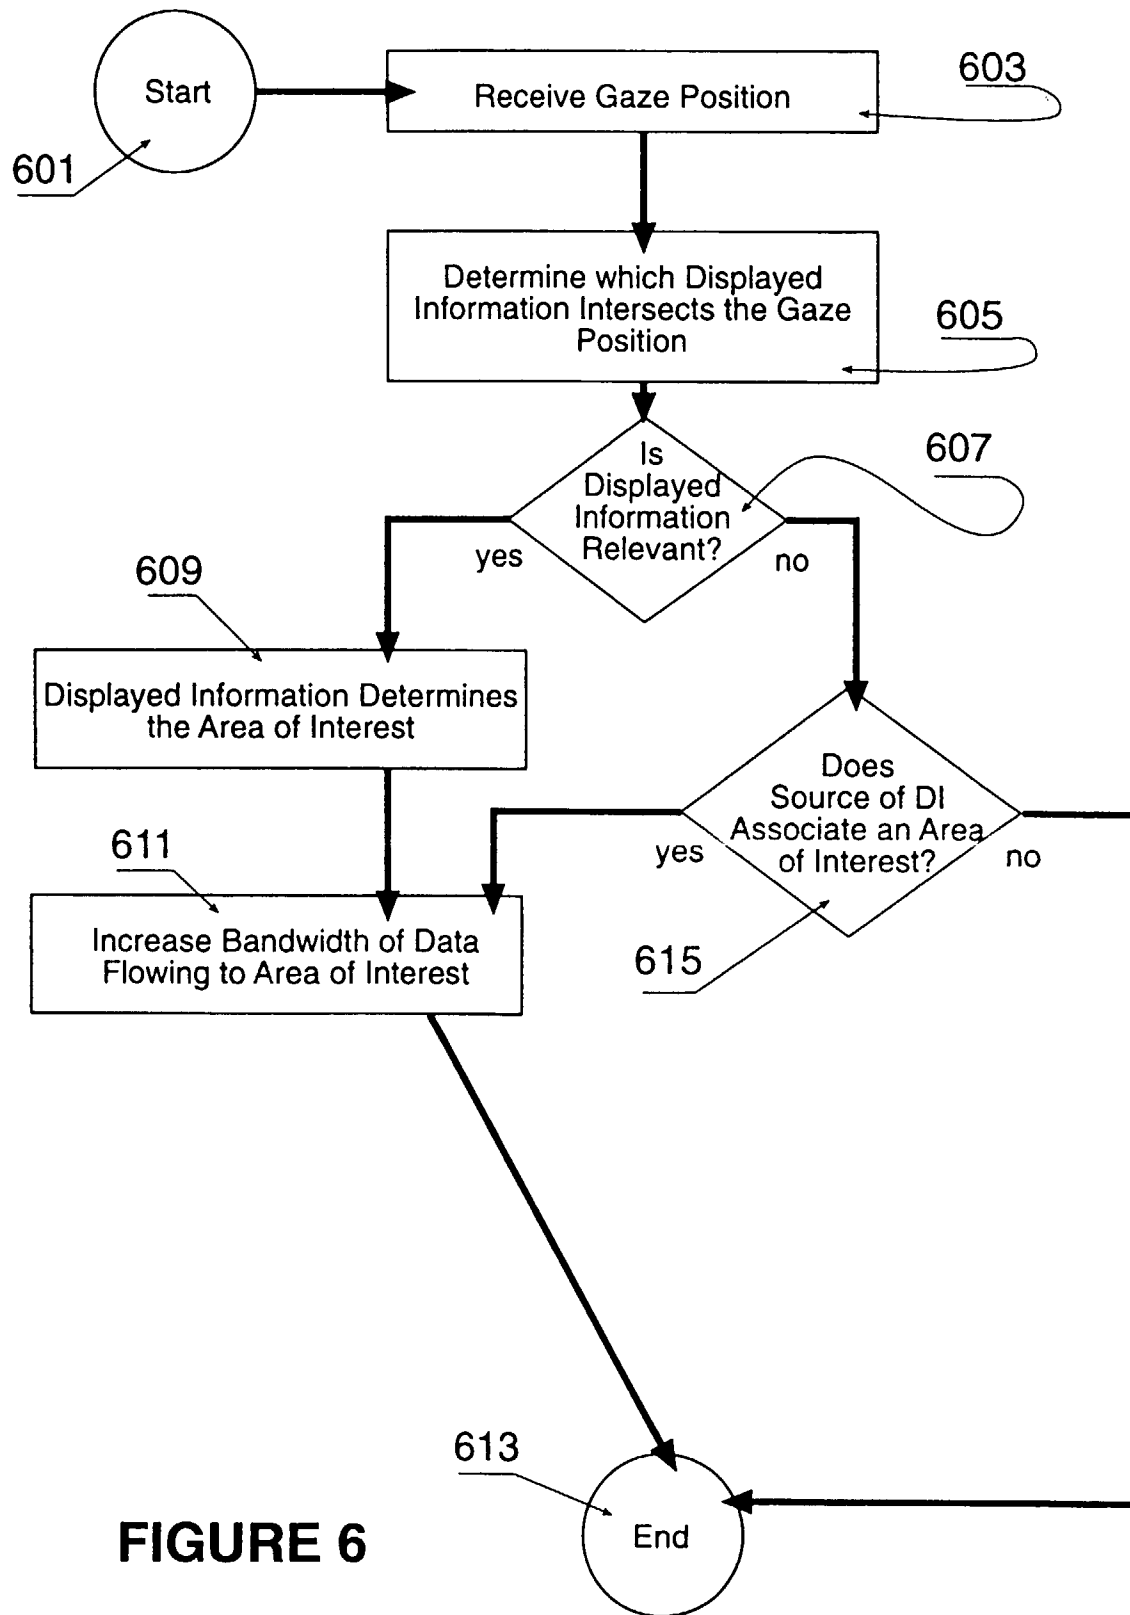 Start
601
Receive Gaze Position
603
Determine which Displayed
Information Intersects the Gaze
Position
605
Is
Displayed
Information
Relevant?
607
yes
no
609
Displayed Information Determines
the Area of Interest
Does
Source of DI
Associate an Area
of Interest?
yes
no
611
Increase Bandwidth of Data
Flowing to Area of Interest
615
613
End
FIGURE 6